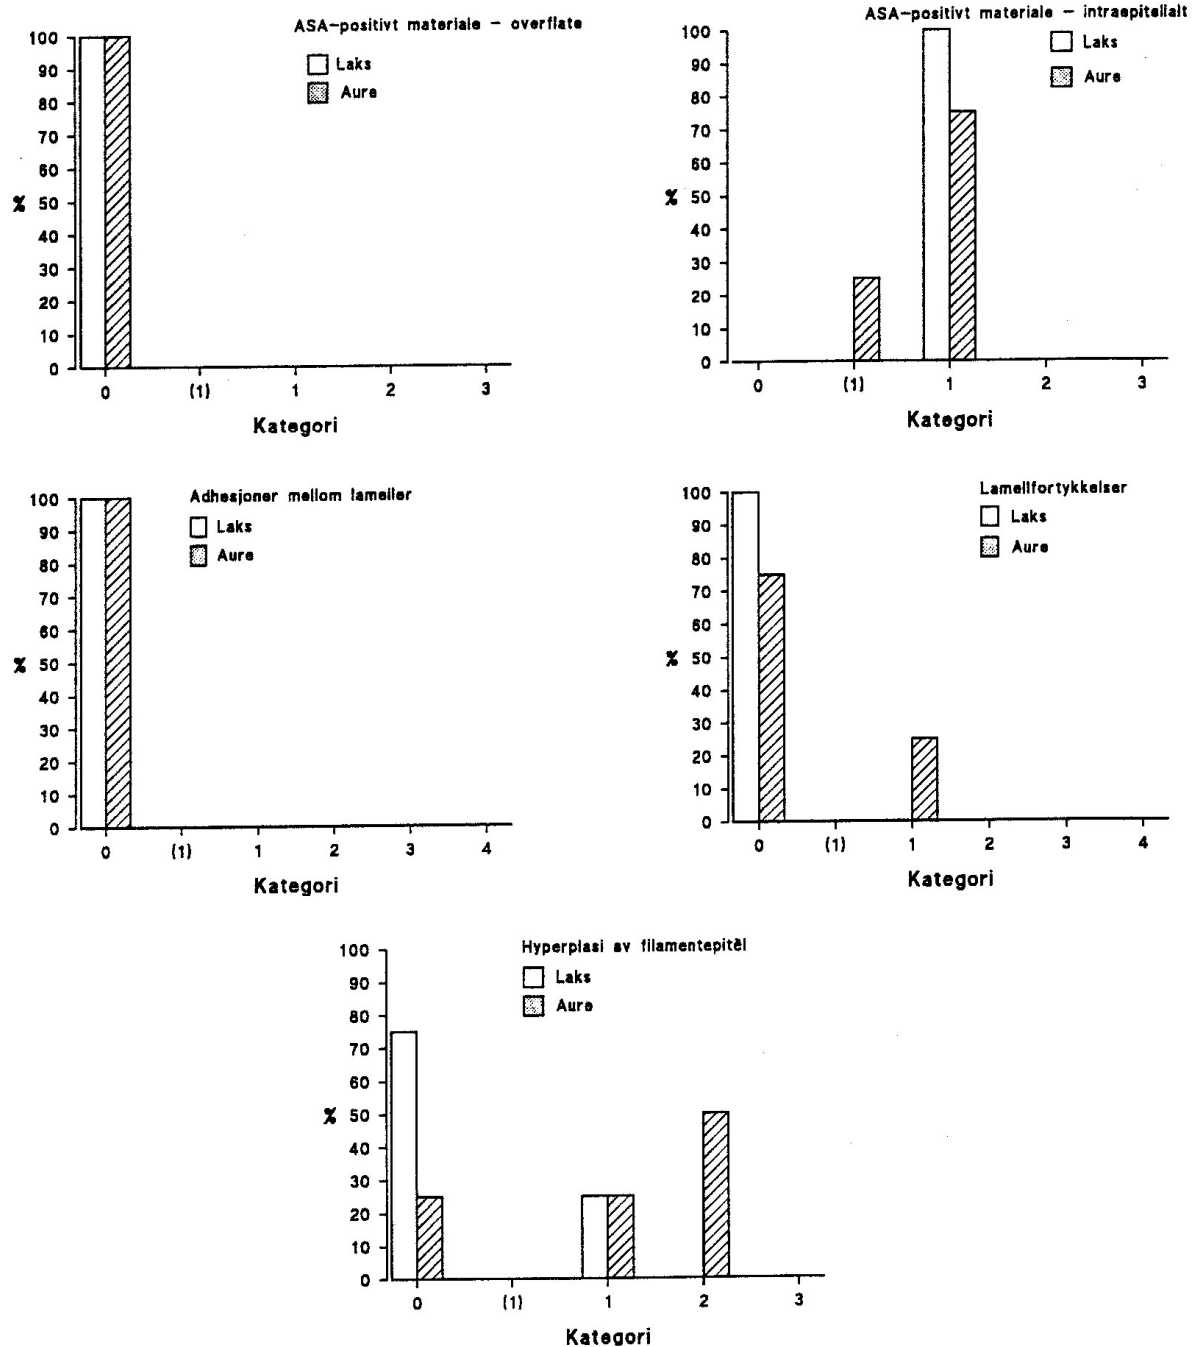 ASA-positivt materiale - overflate
Laks
Aure
100
90
80
70
60
50
40
30
20
10
0
%
0 (1) 1 2 3
Kategori
ASA-positivt materiale - intraepitelialt
Laks
Aure
100
90
80
70
60
50
40
30
20
10
0
%
0 (1) 1 2 3
Kategori
Adhesjoner mellom lameller
Laks
Aure
100
90
80
70
60
50
40
30
20
10
0
%
0 (1) 1 2 3 4
Kategori
Lamellfortykkelser
Laks
Aure
100
90
80
70
60
50
40
30
20
10
0
%
0 (1) 1 2 3 4
Kategori
Hyperplasi av filamentepitèl
Laks
Aure
100
90
80
70
60
50
40
30
20
10
0
%
0 (1) 1 2 3
Kategori